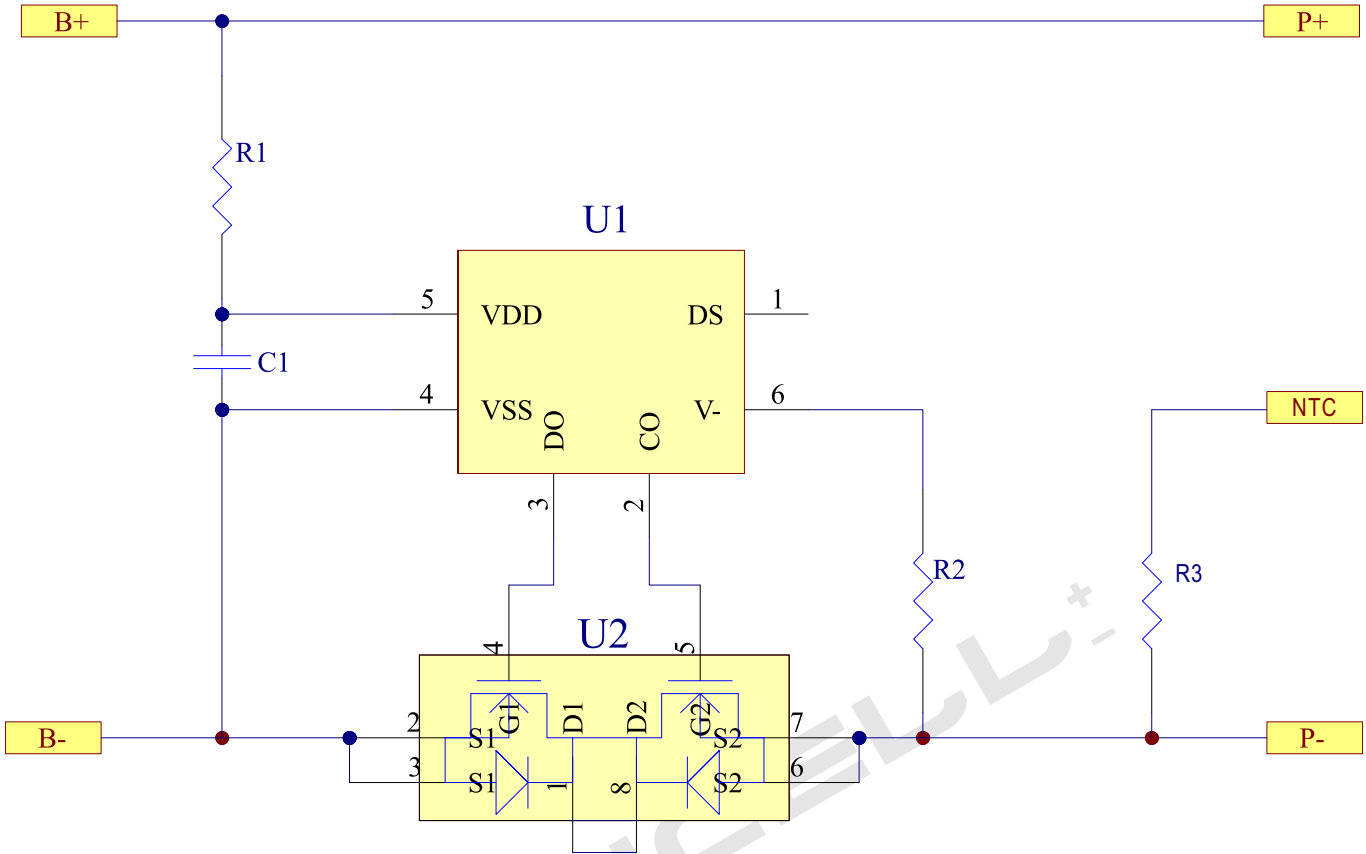 B+
P+
R1
U1
5
VDD
DS
1
C1
4
VSS
DO
CO
V-
6
NTC
3
2
R2
R3
U2
4
5
B-
2
S1
G1
D1
D2
G2
S2
7
P-
3
S1
1
8
S2
6